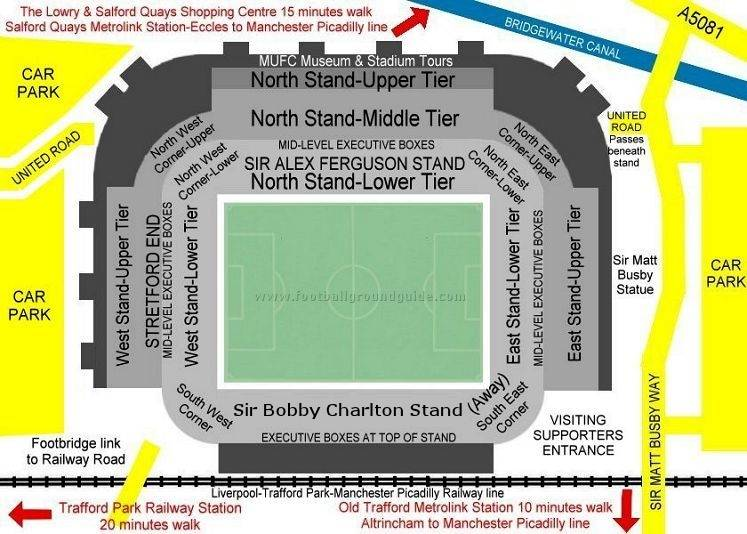 The Lowry & Salford Quays Shopping Centre 15 minutes walk
Salford Quays Metrolink Station-Eccles to Manchester Picadilly line
BRIDGEWATER CANAL
A5081
MUFC Museum & Stadium Tours
North Stand-Upper Tier
CAR
PARK
North Stand-Middle Tier
North West
Corner-Upper
North East
Corner-Upper
UNITED
ROAD
Passes
beneath
stand
UNITED ROAD
MID-LEVEL EXECUTIVE BOXES
North West
Corner-Lower
SIR ALEX FERGUSON STAND
North Stand-Lower Tier
North East
Corner-Lower
West Stand-Upper Tier
STRETFORD END
MID-LEVEL EXECUTIVE BOXES
West Stand-Lower Tier
www.footballgroundguide.com
East Stand-Lower Tier
MID-LEVEL EXECUTIVE BOXES
East Stand-Upper Tier
Sir Matt
Busby
Statue
CAR
PARK
CAR
PARK
South West
Corner
Sir Bobby Charlton Stand
(Away)
South East
Corner
EXECUTIVE BOXES AT TOP OF STAND
VISITING
SUPPORTERS
ENTRANCE
SIR MATT BUSBY WAY
Footbridge link
to Railway Road
Liverpool-Trafford Park-Manchester Picadilly Railway line
Trafford Park Railway Station
20 minutes walk
Old Trafford Metrolink Station 10 minutes walk
Altrincham to Manchester Picadilly line